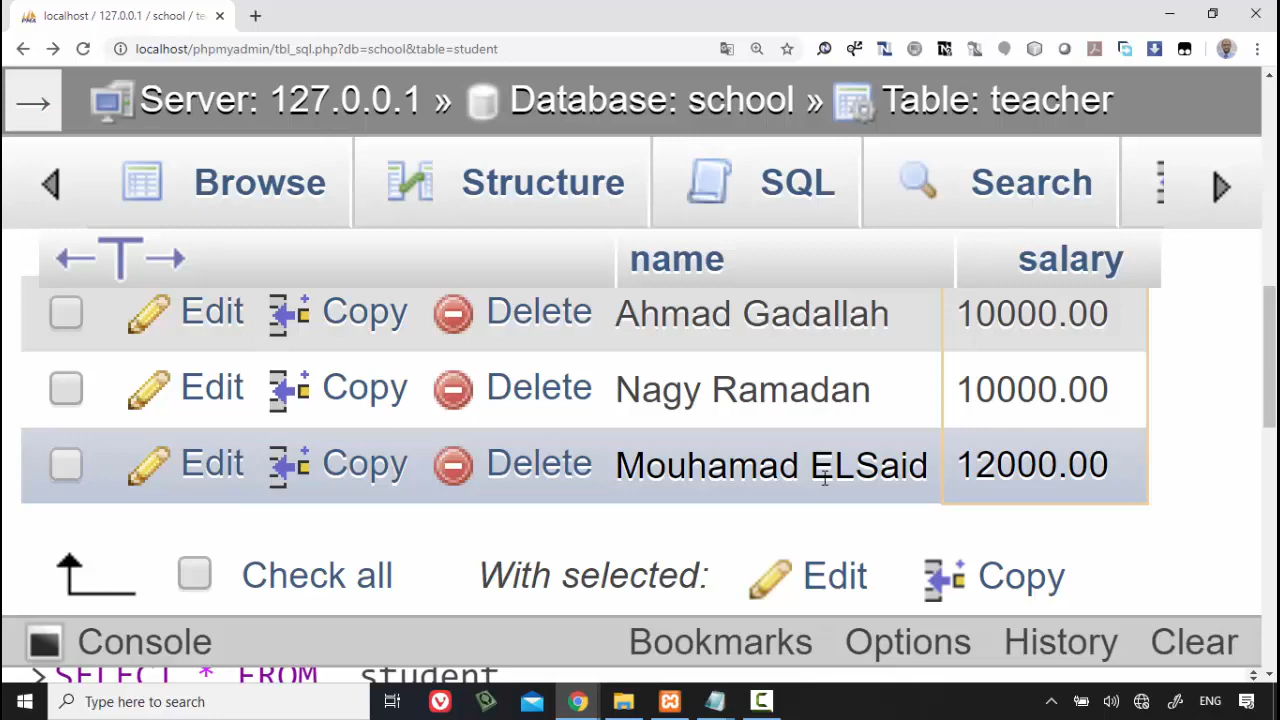 localhost / 127.0.0.1 / school / te
localhost/phpmyadmin/tbl_sql.php?db=school&table=student
Server: 127.0.0.1 » Database: school » Table: teacher
Browse Structure SQL Search
name salary
Edit Copy Delete Ahmad Gadallah 10000.00
Edit Copy Delete Nagy Ramadan 10000.00
Edit Copy Delete Mouhamad ELSaid 12000.00
Check all With selected: Edit Copy
Console Bookmarks Options History Clear
>SELECT * FROM student
Type here to search ENG